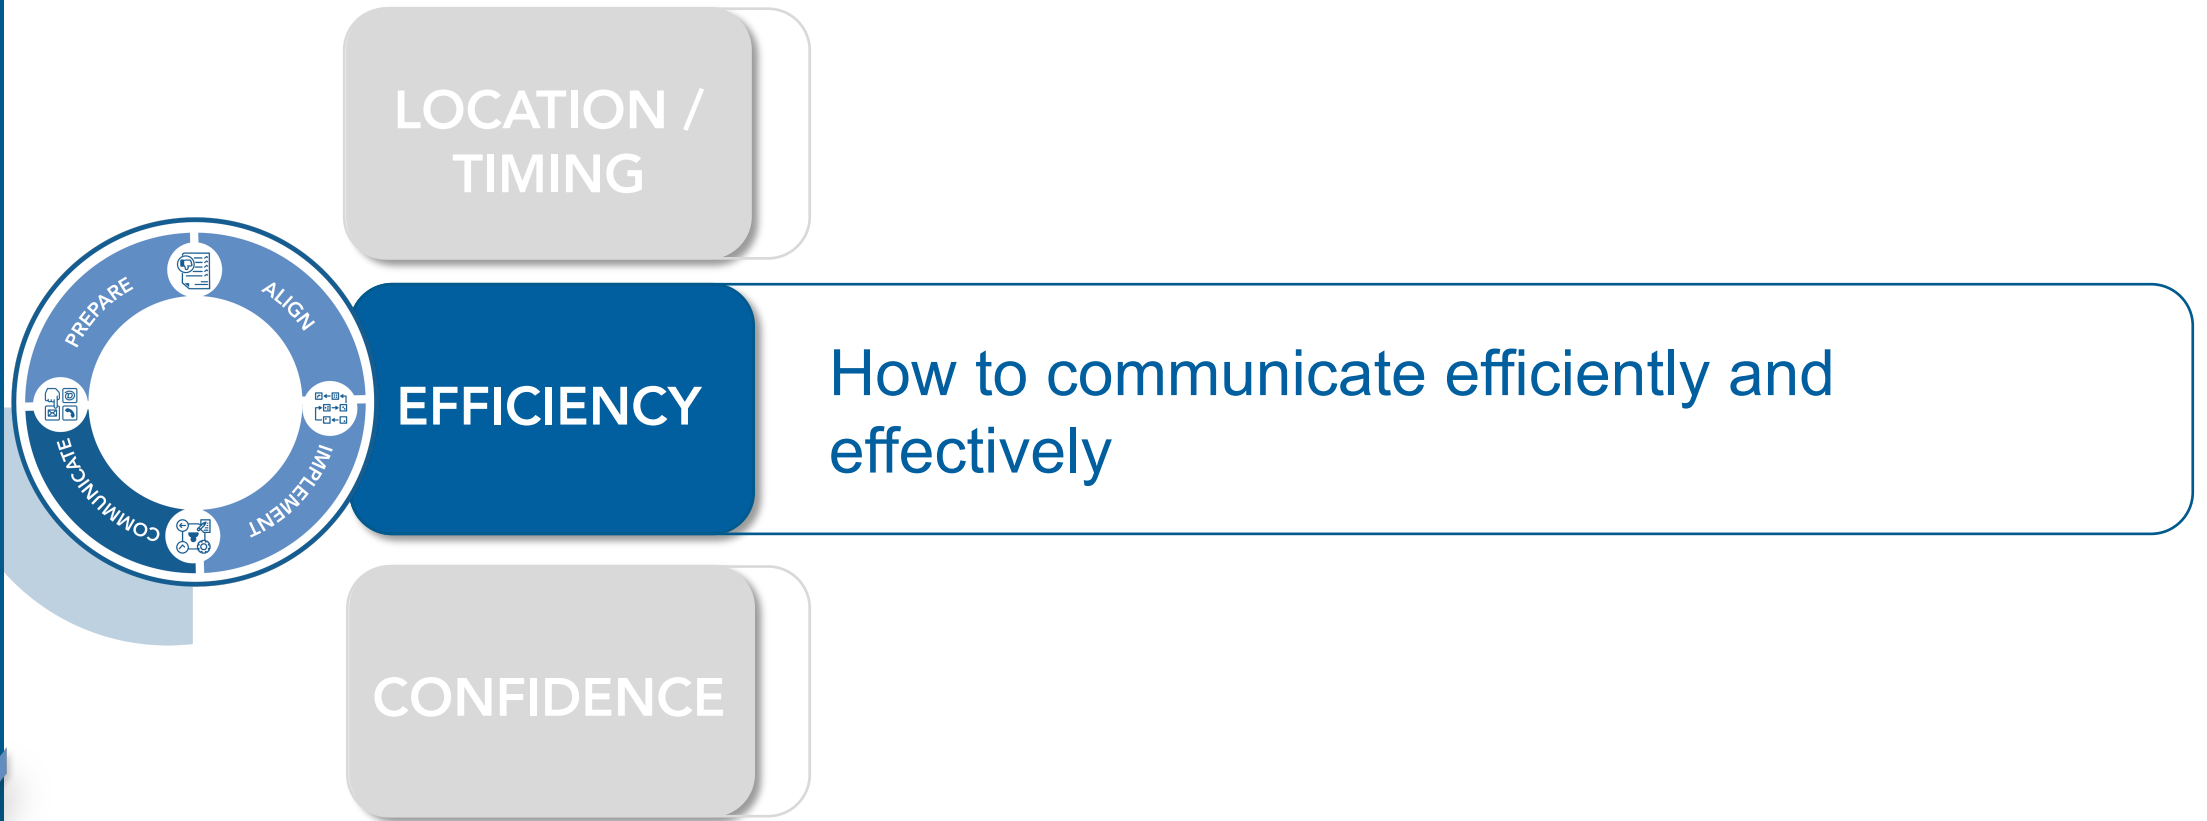 LOCATION /
TIMING
PREPARE
ALIGN
EFFICIENCY
How to communicate efficiently and
effectively
COMMUNICATE
IMPLEMENT
CONFIDENCE